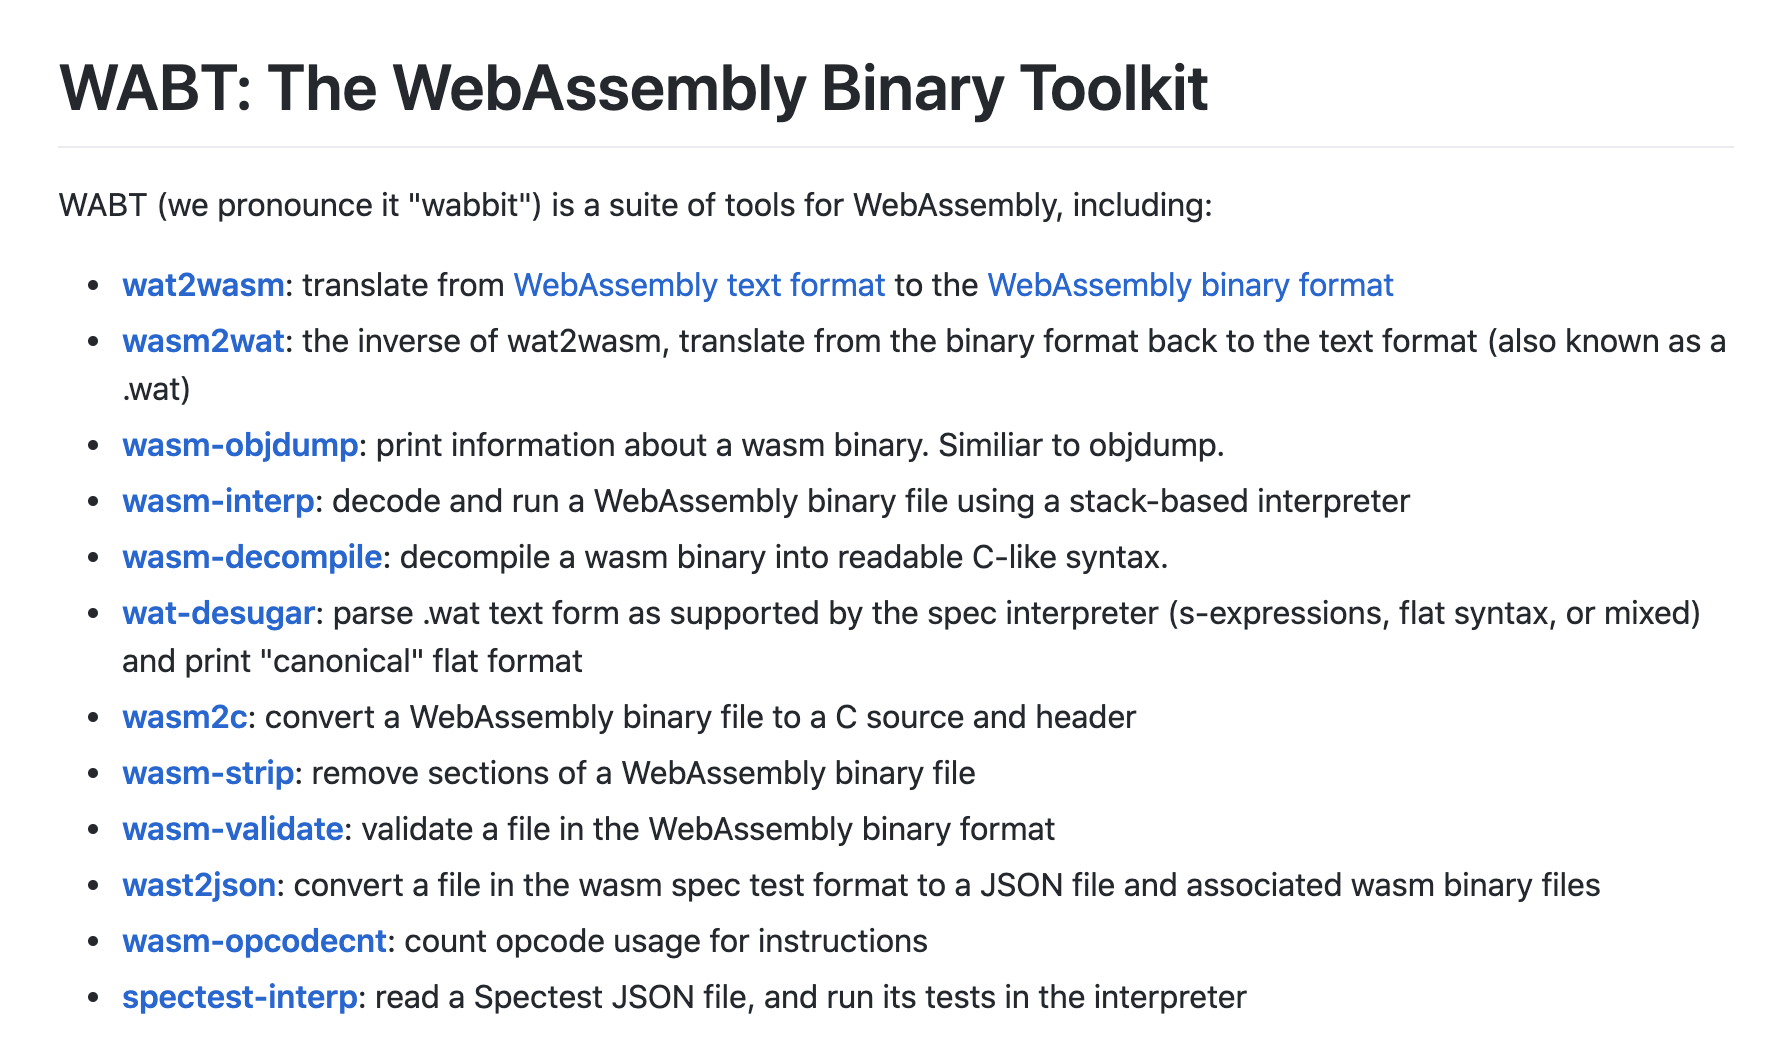 WABT: The WebAssembly Binary Toolkit
WABT (we pronounce it "wabbit") is a suite of tools for WebAssembly, including:
• wat2wasm: translate from WebAssembly text format to the WebAssembly binary format
• wasm2wat: the inverse of wat2wasm, translate from the binary format back to the text format (also known as a
.wat)
• wasm-objdump: print information about a wasm binary. Similiar to objdump.
• wasm-interp: decode and run a WebAssembly binary file using a stack-based interpreter
• wasm-decompile: decompile a wasm binary into readable C-like syntax.
• wat-desugar: parse .wat text form as supported by the spec interpreter (s-expressions, flat syntax, or mixed)
and print "canonical" flat format
• wasm2c: convert a WebAssembly binary file to a C source and header
• wasm-strip: remove sections of a WebAssembly binary file
• wasm-validate: validate a file in the WebAssembly binary format
• wast2json: convert a file in the wasm spec test format to a JSON file and associated wasm binary files
• wasm-opcodecnt: count opcode usage for instructions
• spectest-interp: read a Spectest JSON file, and run its tests in the interpreter